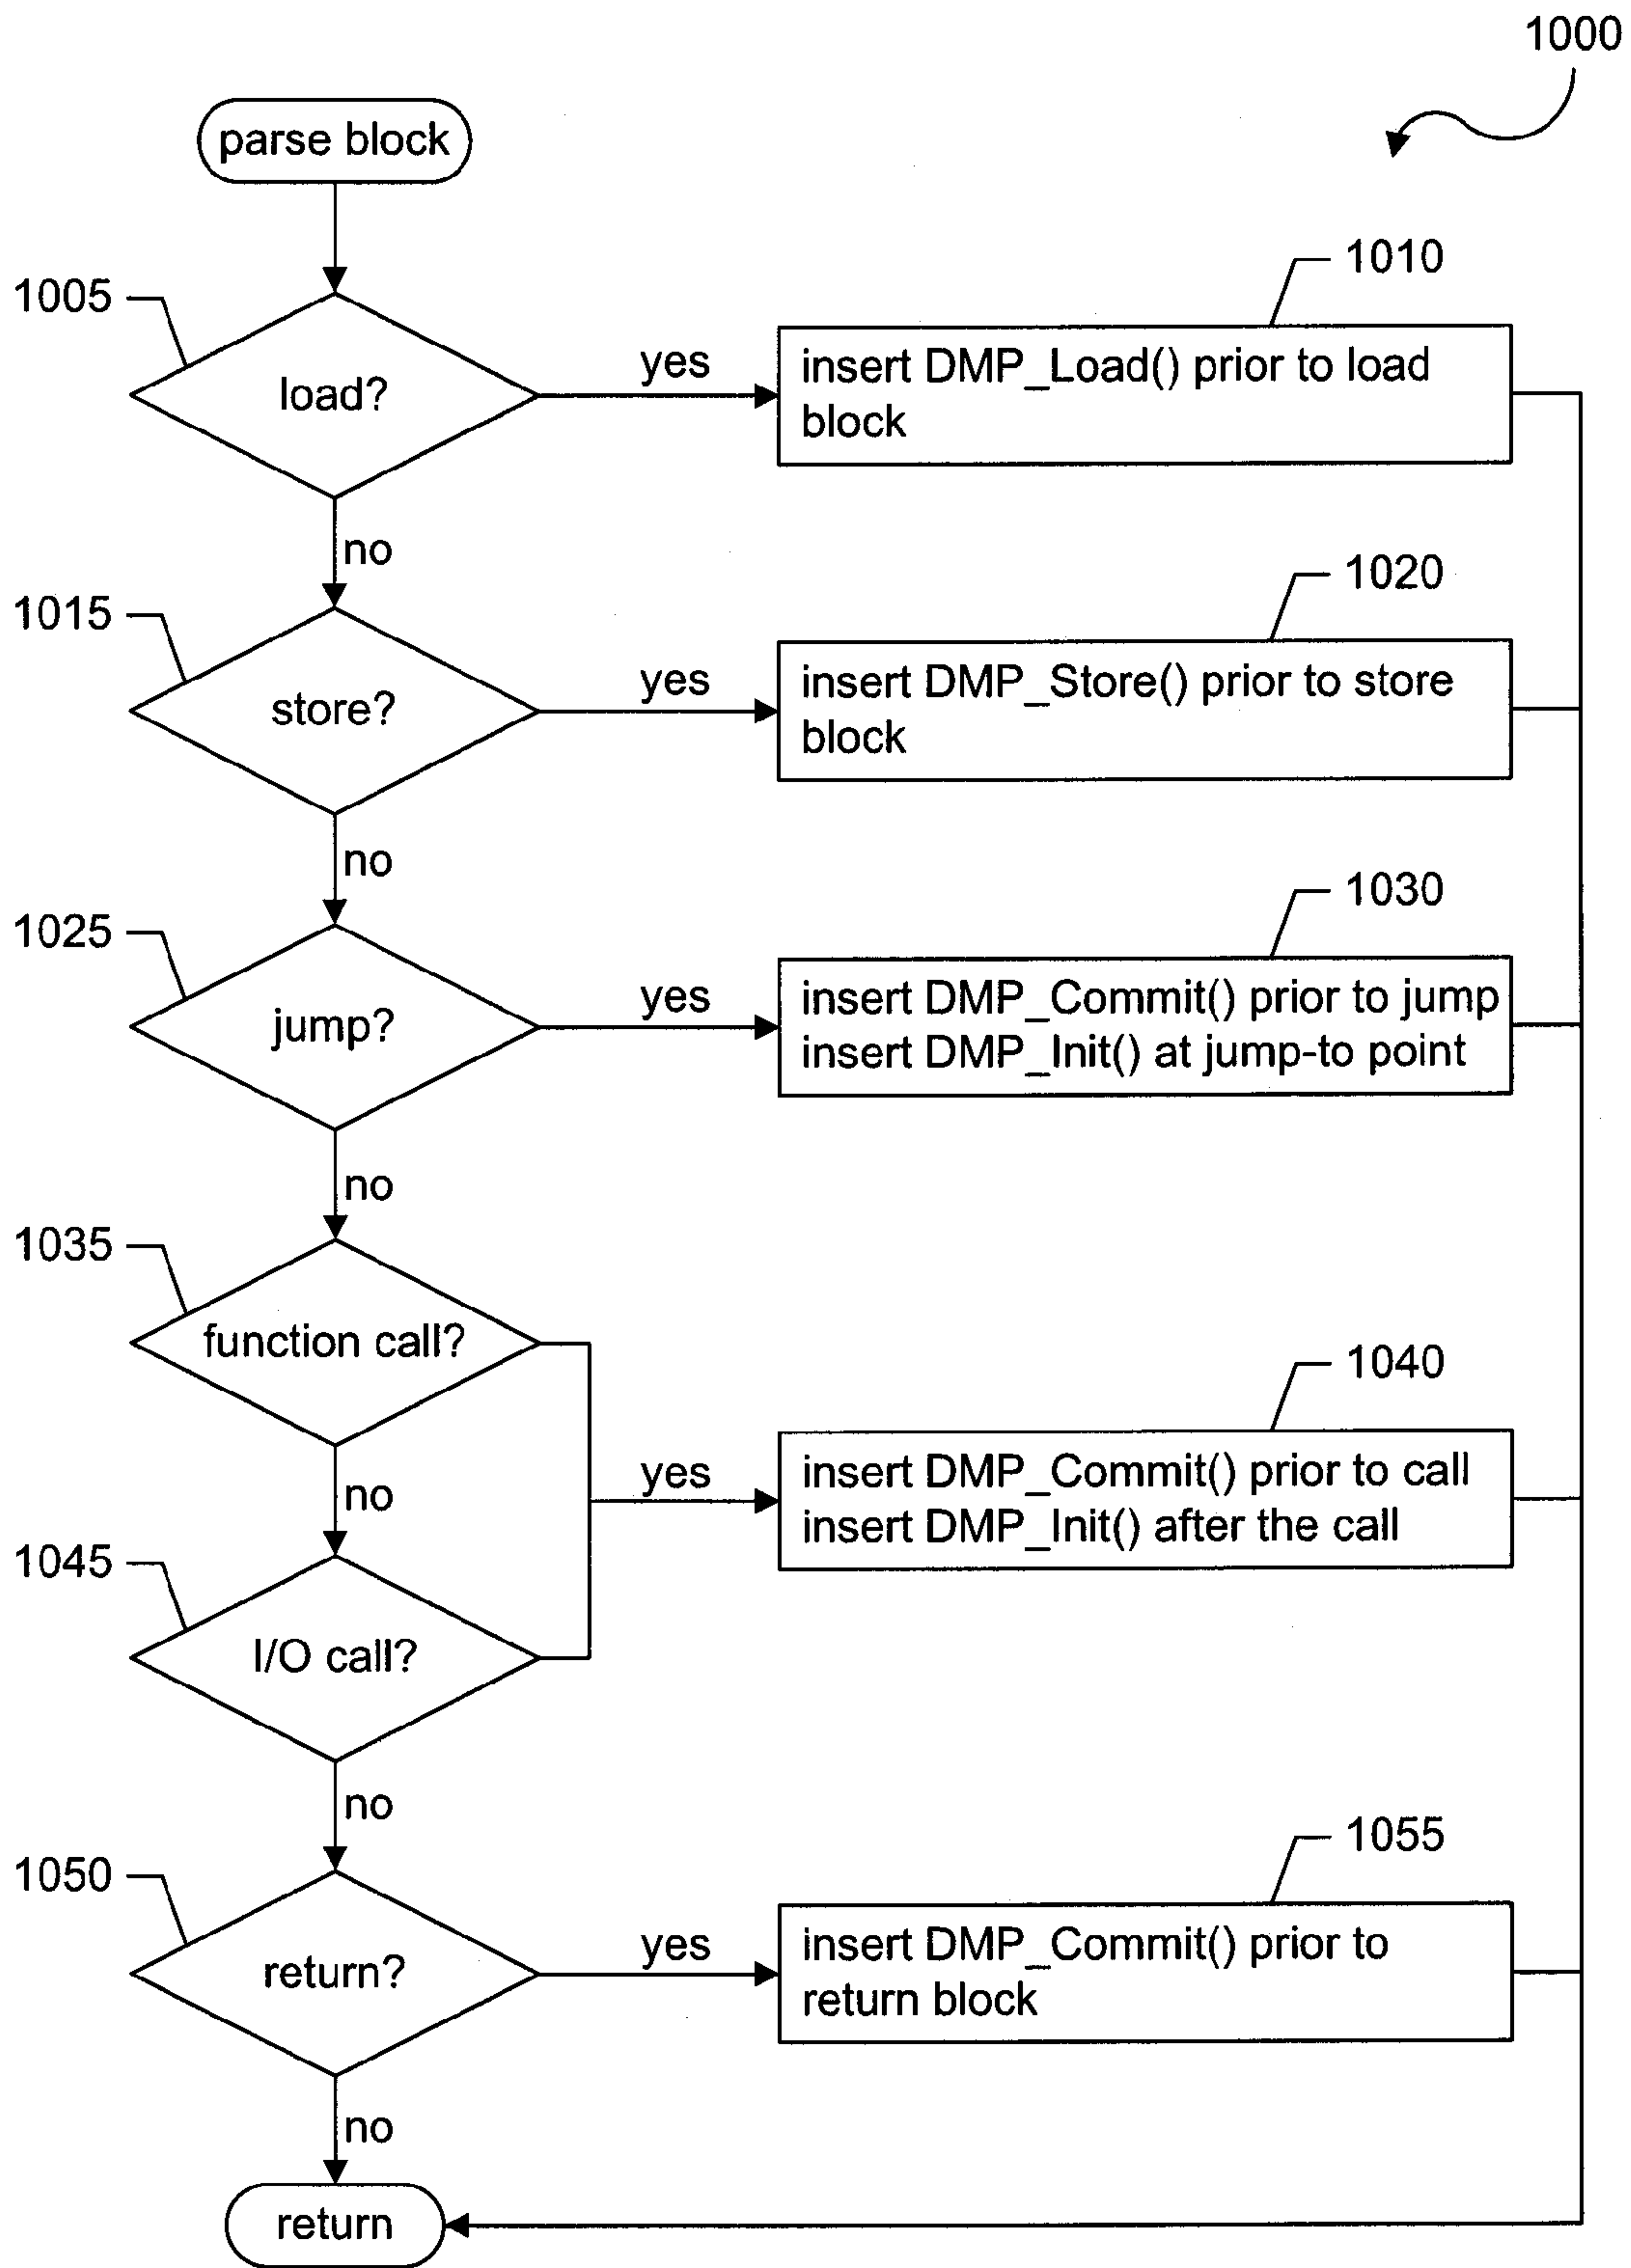 1000
parse block
1005
load?
yes
1010
insert DMP_Load() prior to load
block
no
1015
store?
yes
1020
insert DMP_Store() prior to store
block
no
1025
jump?
yes
1030
insert DMP_Commit() prior to jump
insert DMP_Init() at jump-to point
no
1035
function call?
no
yes
1040
insert DMP_Commit() prior to call
insert DMP_Init() after the call
1045
I/O call?
no
1050
return?
yes
1055
insert DMP_Commit() prior to
return block
no
return